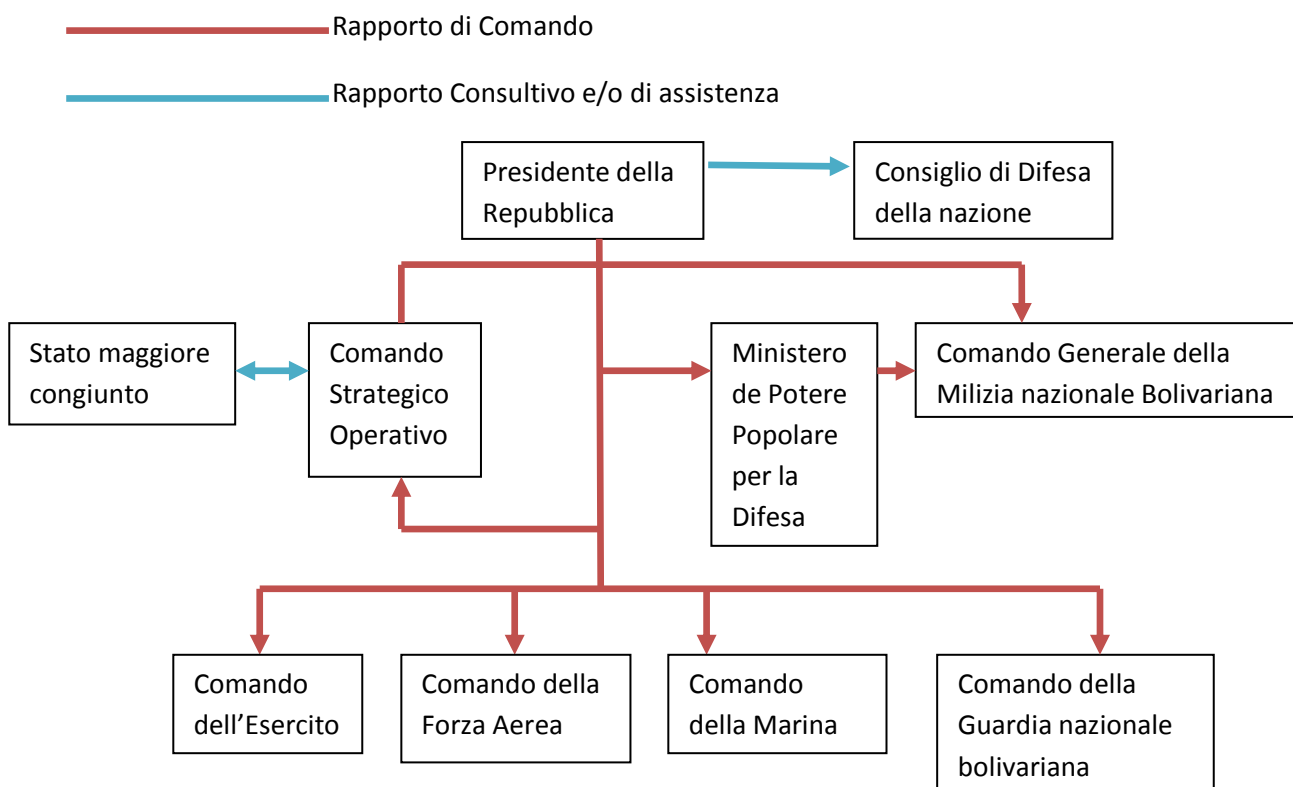 Rapporto di Comando
Rapporto Consultivo e/o di assistenza
Presidente della
Repubblica
Consiglio di Difesa
della nazione
Stato maggiore
congiunto
Comando
Strategico
Operativo
Ministero
de Potere
Popolare
per la
Difesa
Comando Generale della
Milizia nazionale Bolivariana
Comando
dell’Esercito
Comando della
Forza Aerea
Comando
della Marina
Comando della
Guardia nazionale
bolivariana